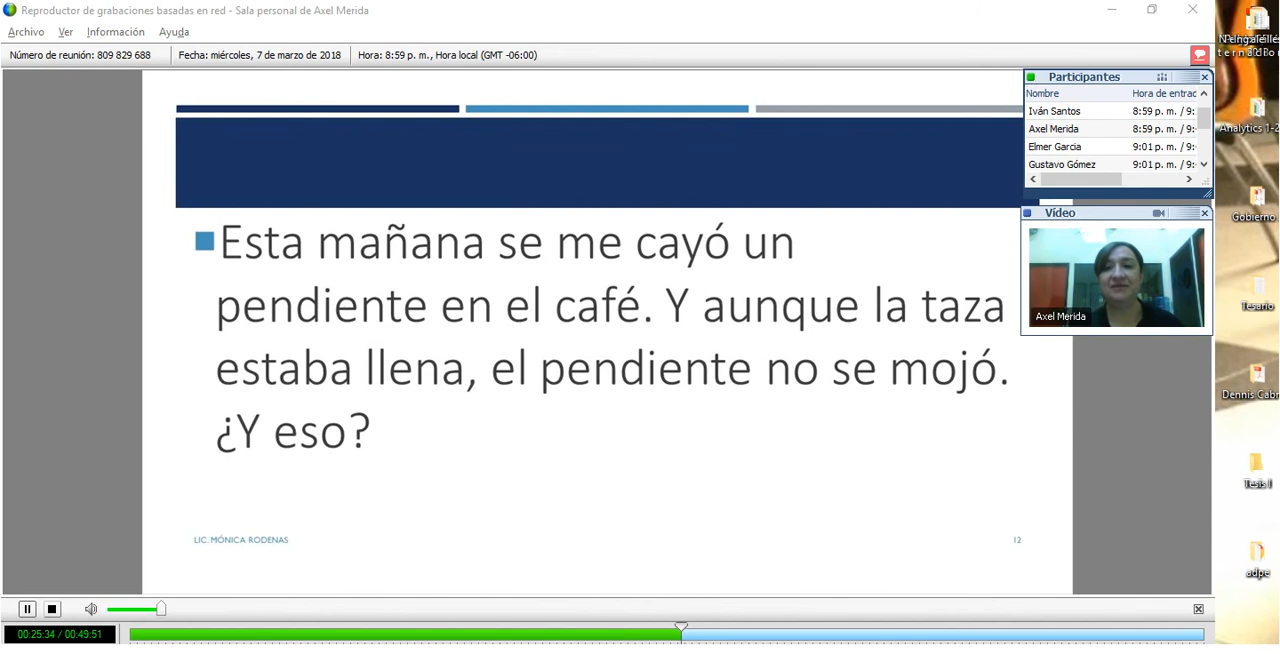 Reproductor de grabaciones basadas en red - Sala personal de Axel Merida
Archivo Ver Información Ayuda
Número de reunión: 809 829 688 Fecha: miércoles, 7 de marzo de 2018 Hora: 8:59 p. m., Hora local (GMT -06:00)
Participantes
Nombre Hora de entrac
Iván Santos 8:59 p. m. / 9:
Axel Merida 8:59 p. m. / 9:
Elmer Garcia 9:01 p. m. / 9:
Gustavo Gómez 9:01 p. m. / 9:
Vídeo
Axel Merida
Esta mañana se me cayó un
pendiente en el café. Y aunque la taza
estaba llena, el pendiente no se mojó.
¿Y eso?
LIC. MÓNICA RODENAS 12
00:25:34 / 00:49:51
Analytics 1-2
Gobierno
Tesario
Dennis Cabr
Tesis I
adpe